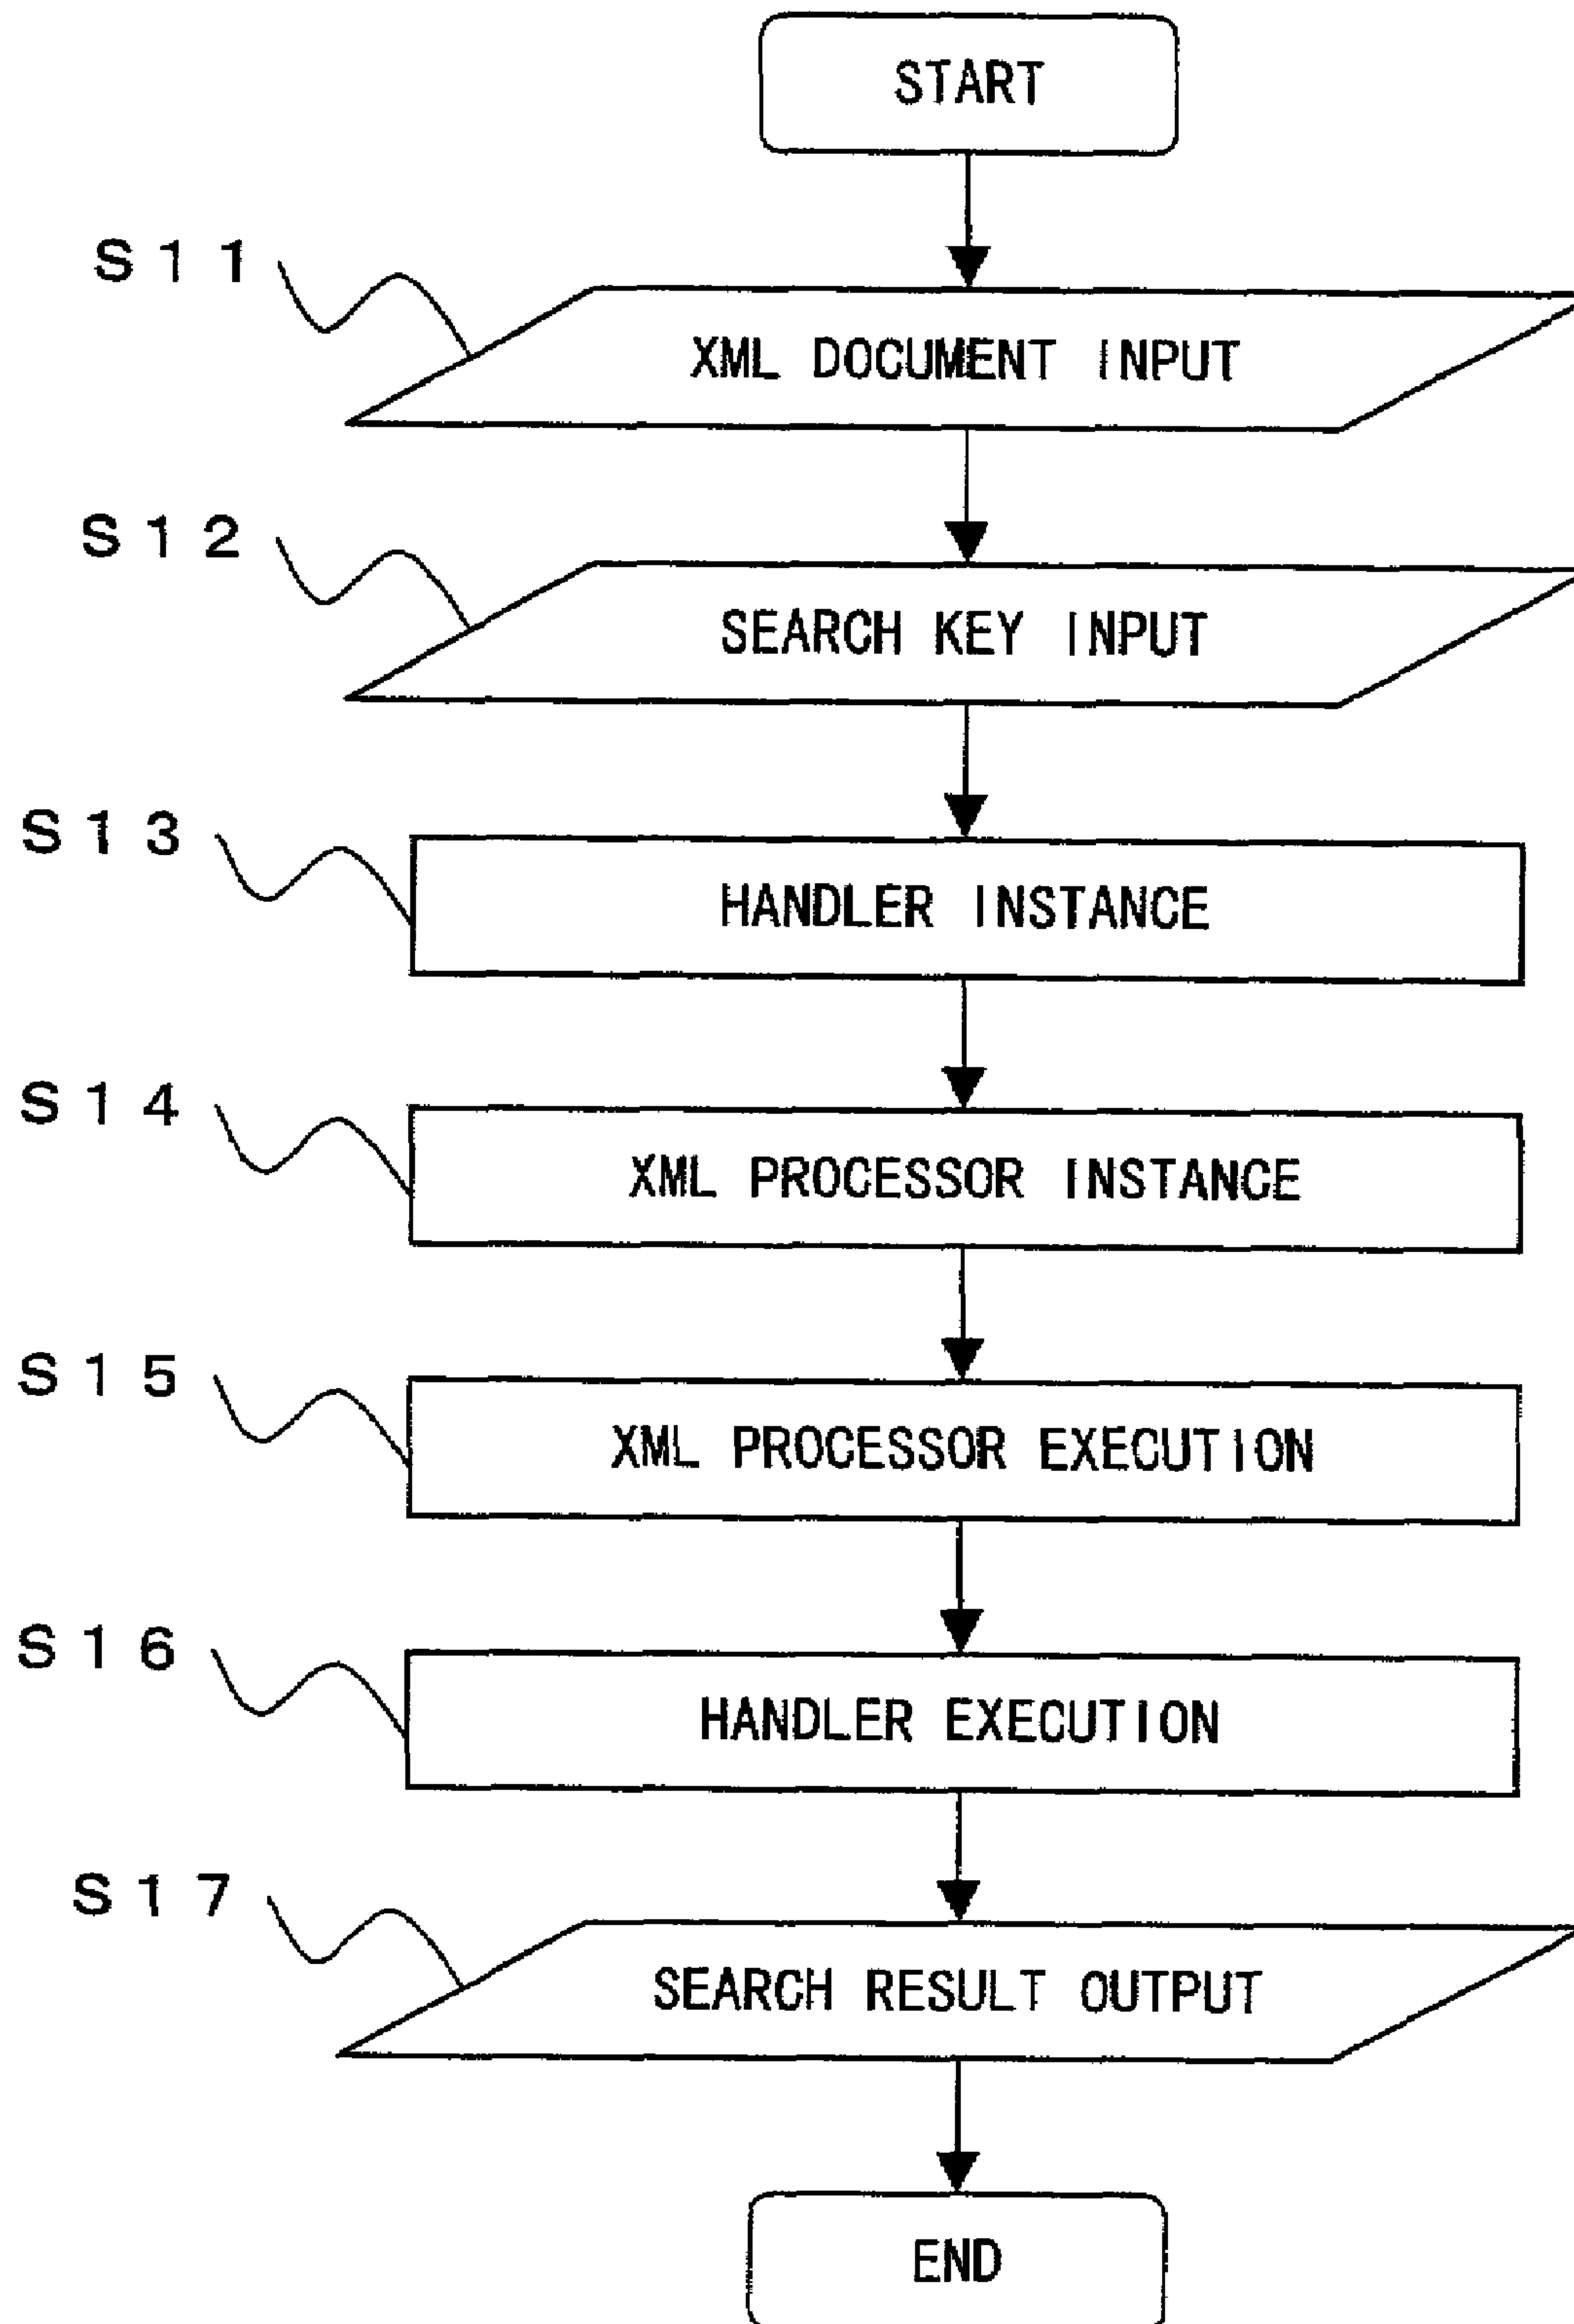 START
S11
XML DOCUMENT INPUT
S12
SEARCH KEY INPUT
S13
HANDLER INSTANCE
S14
XML PROCESSOR INSTANCE
S15
XML PROCESSOR EXECUTION
S16
HANDLER EXECUTION
S17
SEARCH RESULT OUTPUT
END